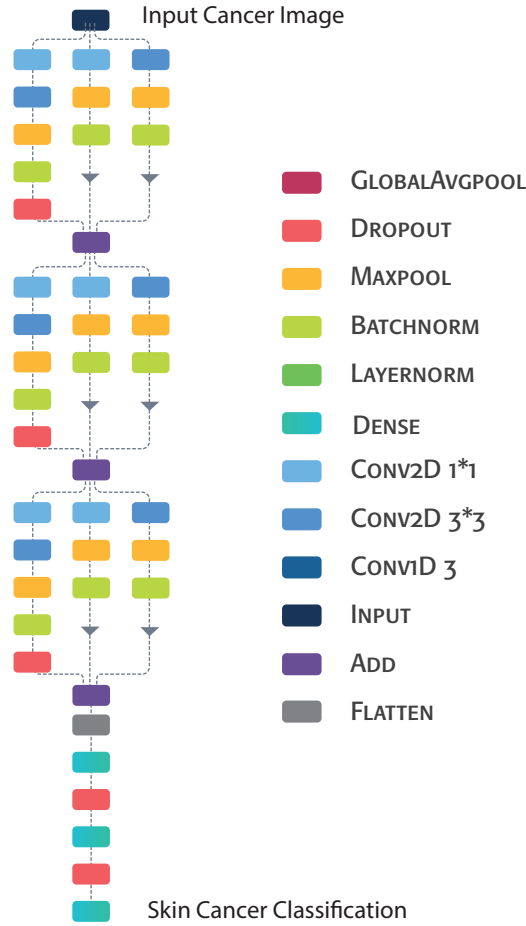 Input Cancer Image
GLOBALAVGPOOL
DROPOUT
MAXPOOL
BATCHNORM
LAYERNORM
DENSE
CONV2D 1*1
CONV2D 3*3
CONV1D 3
INPUT
ADD
FLATTEN
Skin Cancer Classification